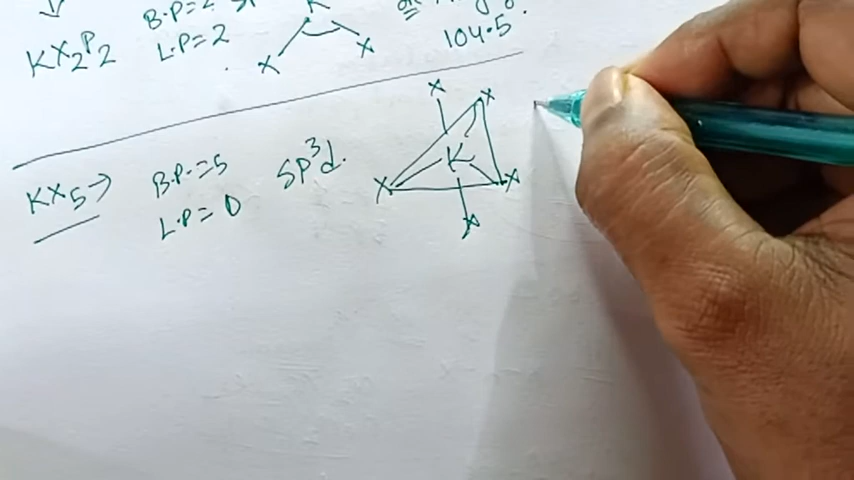 KX₂P₂
B.P=2
L.P=2
K
X X
104.5.
KX₅→
B.P.=5
L.P=0
sp³d.
X X
K
X X
X